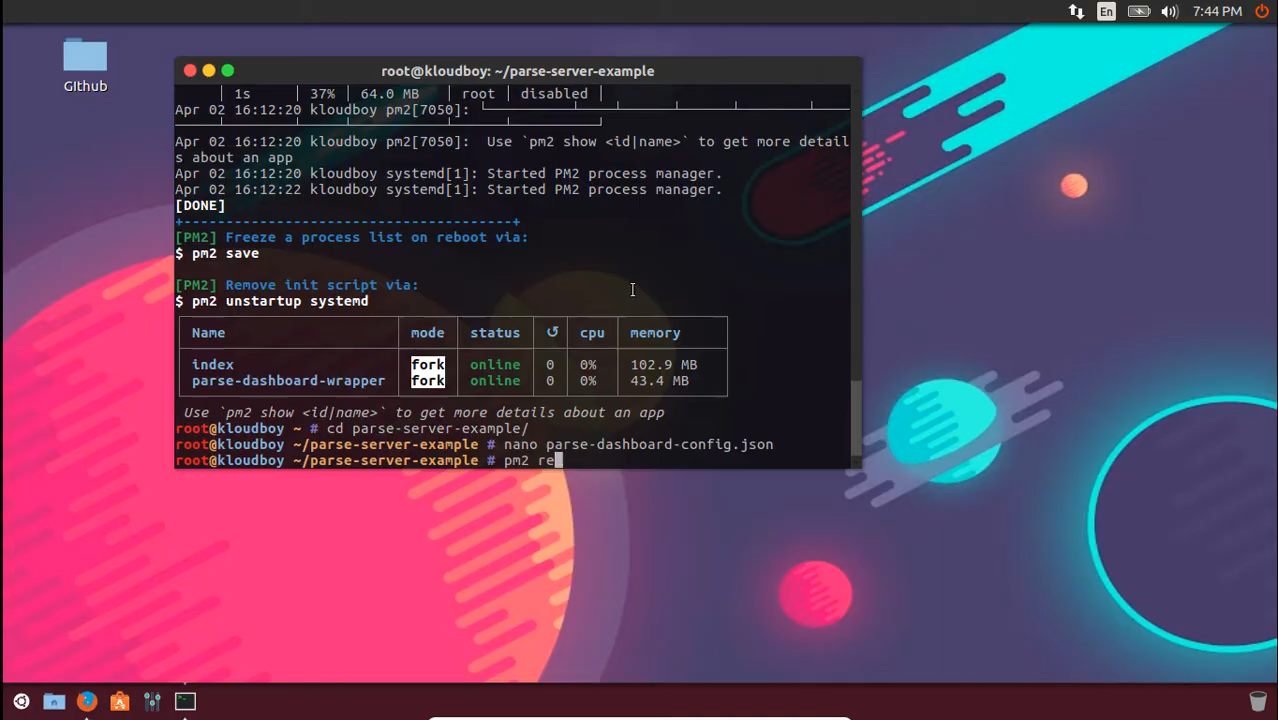 En
7:44 PM
GIthub
root@kloudboy: ~/parse-server-example
│ 1s │ 37% │ 64.0 MB │ root │ disabled │
Apr 02 16:12:20 kloudboy pm2[7050]:
Apr 02 16:12:20 kloudboy pm2[7050]:  Use `pm2 show <id|name>` to get more detail
s about an app
Apr 02 16:12:20 kloudboy systemd[1]: Started PM2 process manager.
Apr 02 16:12:22 kloudboy systemd[1]: Started PM2 process manager.
[DONE]
+---------------------------------------+
[PM2] Freeze a process list on reboot via:
$ pm2 save
[PM2] Remove init script via:
$ pm2 unstartup systemd
Name │ mode │ status │ ↺ │ cpu │ memory
index │ fork │ online │ 0 │ 0% │ 102.9 MB
parse-dashboard-wrapper │ fork │ online │ 0 │ 0% │ 43.4 MB
Use `pm2 show <id|name>` to get more details about an app
root@kloudboy ~ # cd parse-server-example/
root@kloudboy ~/parse-server-example # nano parse-dashboard-config.json
root@kloudboy ~/parse-server-example # pm2 re